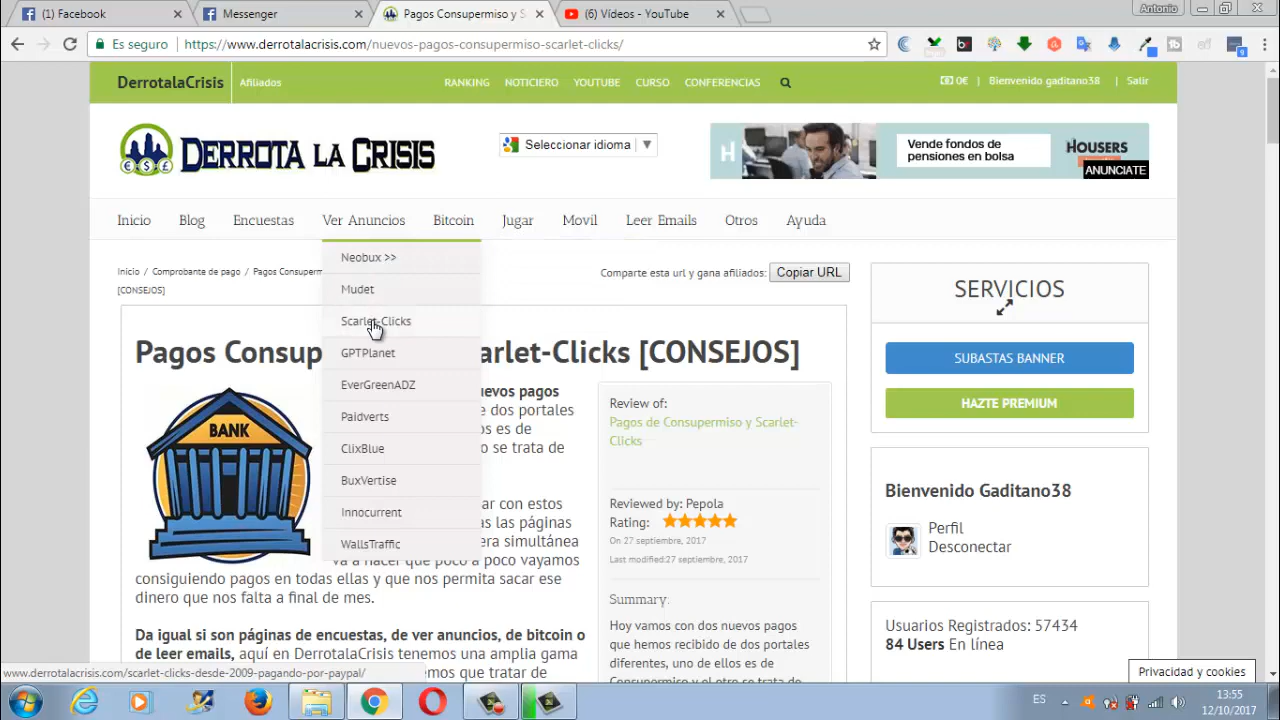 (1) Facebook
Messenger
Pagos Consupermiso y S
(6) Vídeos - YouTube
Antonio
Es seguro
https://www.derrotalacrisis.com/nuevos-pagos-consupermiso-scarlet-clicks/
DerrotalaCrisis
Afiliados
RANKING NOTICIERO YOUTUBE CURSO CONFERENCIAS
0€ | Bienvenido gaditano38 | Salir
DERROTA LA CRISIS
Seleccionar idioma ▼
H
Vende fondos de
pensiones en bolsa
HOUSERS
ANUNCIATE
Inicio Blog Encuestas Ver Anuncios Bitcoin Jugar Movil Leer Emails Otros Ayuda
Neobux >>
Mudet
Scarlet-Clicks
GPTPlanet
EverGreenADZ
Paidverts
ClixBlue
BuxVertise
Innocurrent
WallsTraffic
Inicio / Comprobante de pago / Pagos Consuperm
[CONSEJOS]
Comparte esta url y gana afiliados: Copiar URL
Pagos Consup arlet-Clicks [CONSEJOS]
BANK
uevos pagos
e dos portales
os es de
o se trata de
ar con estos
as las páginas
era simultánea
va a hacer que poco a poco vayamos
consiguiendo pagos en todas ellas y que nos permita sacar ese
dinero que nos falta a final de mes.
Da igual si son páginas de encuestas, de ver anuncios, de bitcoin o
de leer emails, aquí en DerrotalaCrisis tenemos una amplia gama
emos que tratar de
Review of:
Pagos de Consupermiso y Scarlet-
Clicks
Reviewed by: Pepola
Rating:
On 27 septiembre, 2017
Last modified:27 septiembre, 2017
Summary:
Hoy vamos con dos nuevos pagos
que hemos recibido de dos portales
diferentes, uno de ellos es de
Consupermiso y el otro se trata de
SERVICIOS
SUBASTAS BANNER
HAZTE PREMIUM
Bienvenido Gaditano38
Perfil
Desconectar
Usuarios Registrados: 57434
84 Users En línea
Privacidad y cookies
www.derrotalacrisis.com/scarlet-clicks-desde-2009-pagando-por-paypal/
ES
13:55
12/10/2017